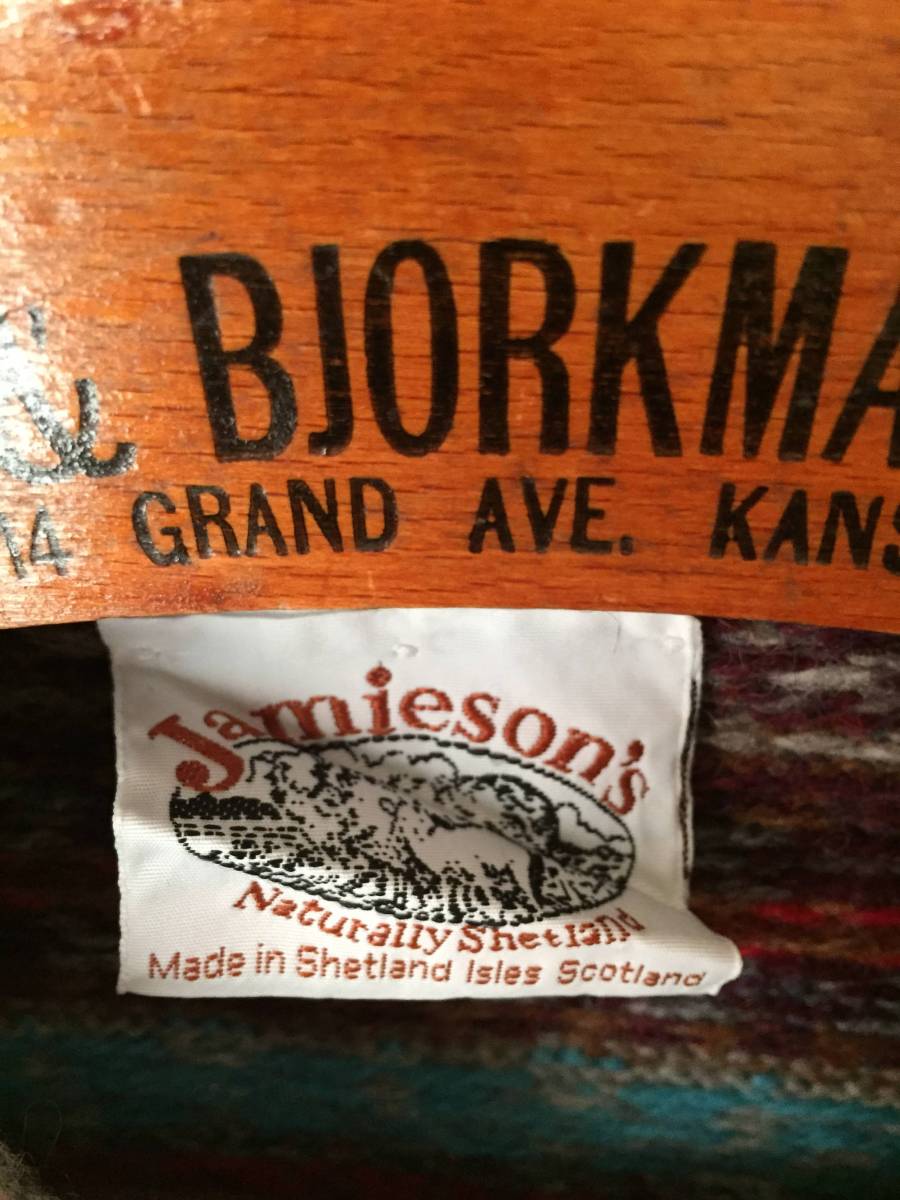 & BJORKMA
14 GRAND AVE. KANS
Jamieson's
Naturally Shetland
Made in Shetland Isles Scotland